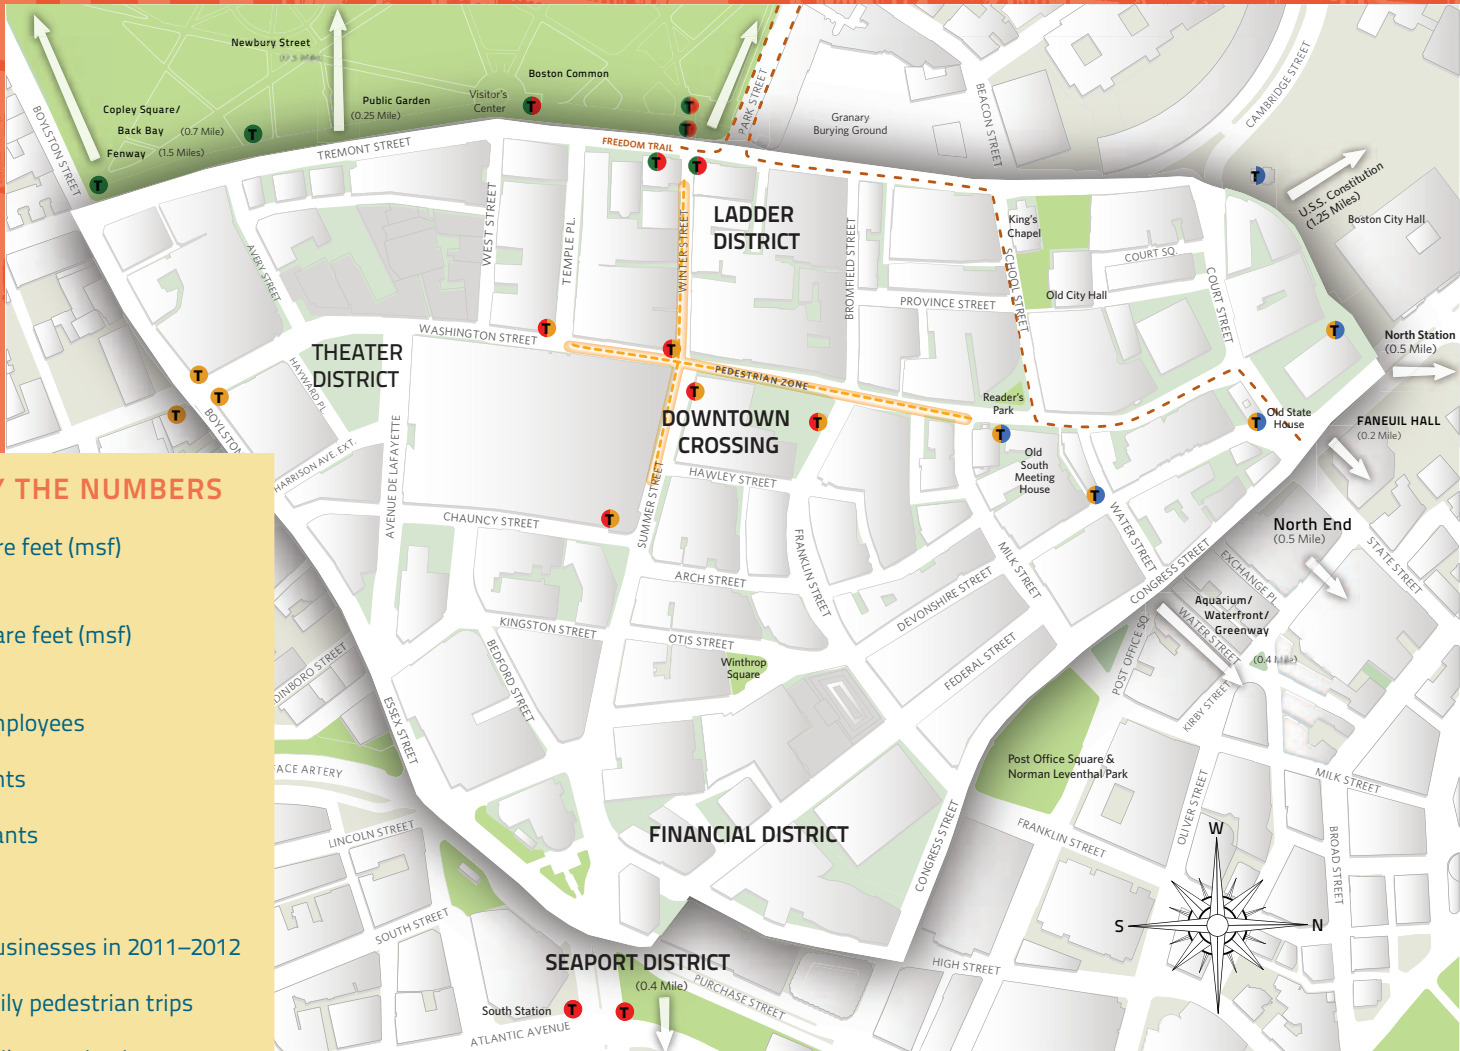 Newbury Street
Boston Common
Visitor's
Center
Public Garden
(0.25 Mile)
Copley Square/
Back Bay (0.7 Mile)
Fenway (1.5 Miles)
BOYLSTON STREET
TREMONT STREET
FREEDOM TRAIL
PARK STREET
Granary
Burying Ground
BEACON STREET
CAMBRIDGE STREET
U.S.S. Constitution
(1.25 Miles)
Boston City Hall
LADDER
DISTRICT
King's
Chapel
COURT SQ.
COURT STREET
Old City Hall
SCHOOL STREET
PROVINCE STREET
BROMFIELD STREET
WINTER STREET
TEMPLE PL.
WEST STREET
AVERY STREET
WASHINGTON STREET
THEATER
DISTRICT
HAYWARD PL.
PEDESTRIAN ZONE
North Station
(0.5 Mile)
Reader's
Park
Old State
House
FANEUIL HALL
(0.2 Mile)
DOWNTOWN
CROSSING
BOYLSTON
HARRISON AVE. EXT.
AVENUE DE LAFAYETTE
HAWLEY STREET
Old
South
Meeting
House
SUMMER STREET
CHAUNCY STREET
FRANKLIN STREET
MILK STREET
WATER STREET
CONGRESS STREET
North End
(0.5 Mile)
STATE STREET
EXCHANGE PL.
ARCH STREET
DEVONSHIRE STREET
Aquarium/
Waterfront/
Greenway
WATER STREET
KINGSTON STREET
OTIS STREET
Winthrop
Square
FEDERAL STREET
POST OFFICE SQ.
KIRBY STREET
BEDFORD STREET
DINBORO STREET
ESSEX STREET
FACE ARTERY
Post Office Square &
Norman Leventhal Park
MILK STREET
LINCOLN STREET
FINANCIAL DISTRICT
CONGRESS STREET
FRANKLIN STREET
OLIVER STREET
BROAD STREET
W
S
N
SOUTH STREET
SEAPORT DISTRICT
(0.4 Mile)
HIGH STREET
PURCHASE STREET
South Station
ATLANTIC AVENUE
Y THE NUMBERS
re feet (msf)
are feet (msf)
mployees
nts
ants
usinesses in 2011–2012
ily pedestrian trips